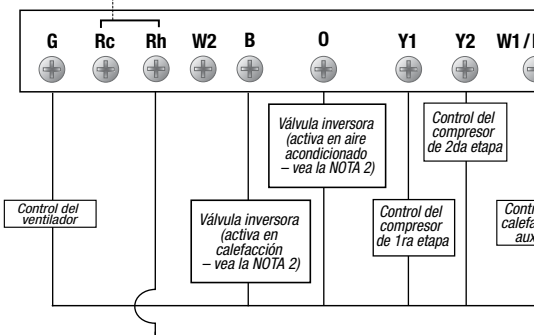 G Rc Rh W2 B O Y1 Y2 W1/
Válvula inversora
(activa en aire
acondicionado
– vea la NOTA 2)
Control del
compresor
de 2da etapa
Control del
ventilador
Válvula inversora
(activa en
calefacción
– vea la NOTA 2)
Control del
compresor
de 1ra etapa